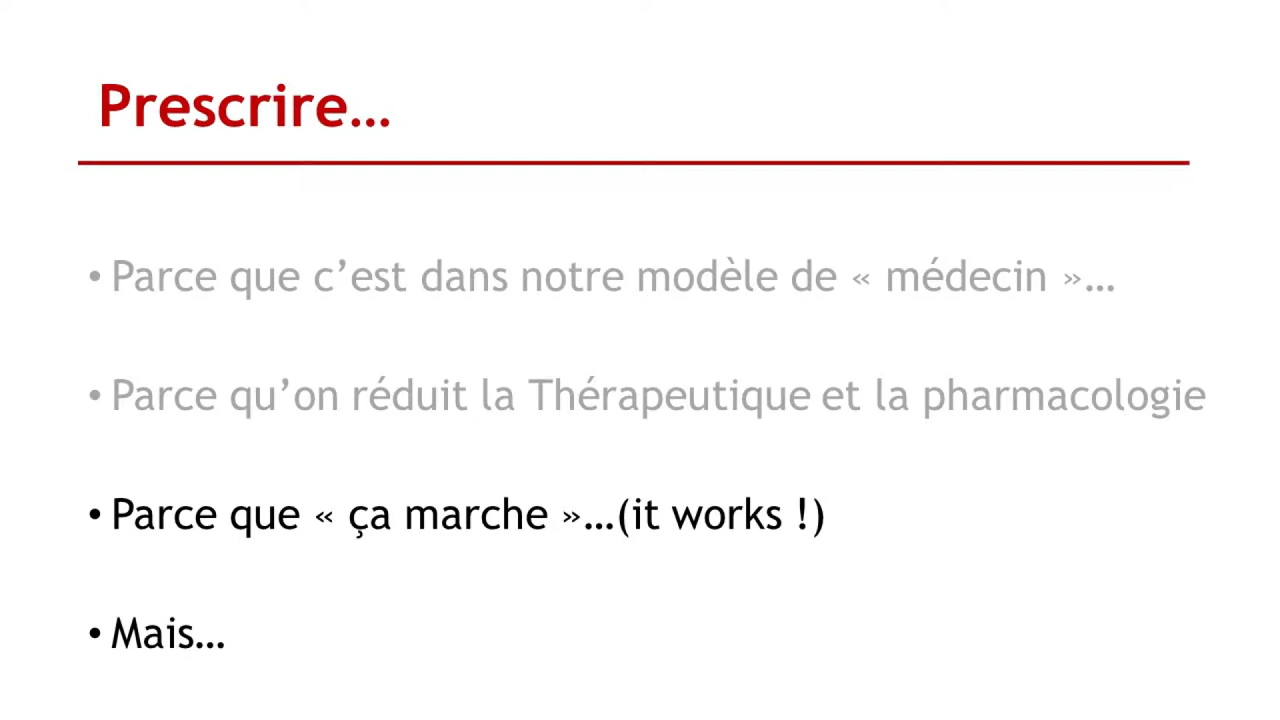 Prescrire…
• Parce que c’est dans notre modèle de « médecin »…
• Parce qu’on réduit la Thérapeutique et la pharmacologie
• Parce que « ça marche »…(it works !)
• Mais…